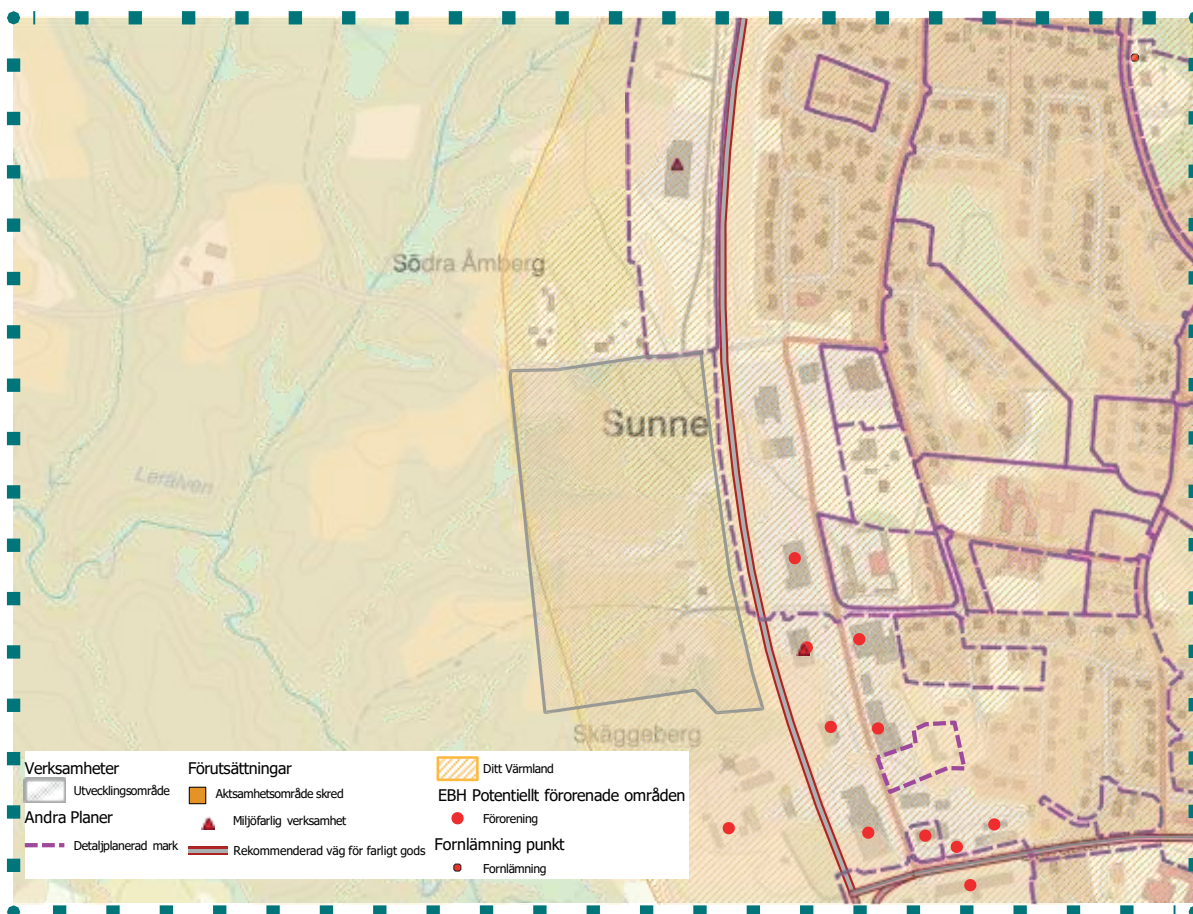 Södra Åmberg
Sunne
Lerälven
Skäggeberg
Verksamheter
Utvecklingsområde
Andra Planer
Detaljplanerad mark
Förutsättningar
Aktsamhetsområde skred
Miljöfarlig verksamhet
Rekommenderad väg för farligt gods
Ditt Värmland
EBH Potentiellt förorenade områden
Förorening
Fornlämning punkt
Fornlämning